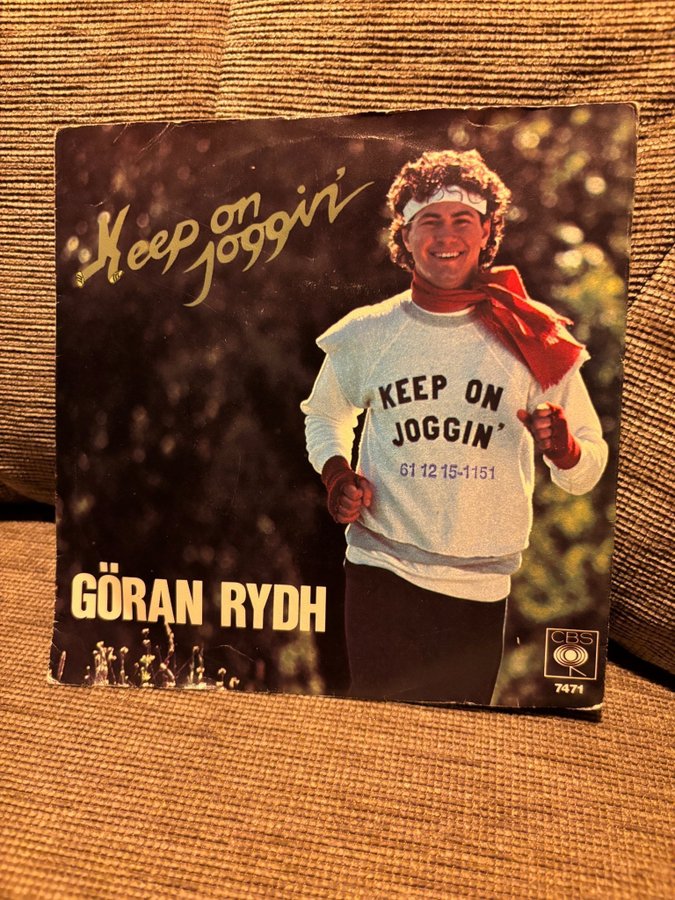 Keep on
joggin'
KEEP ON
JOGGIN'
61 12 15-1151
GÖRAN RYDH
CBS
7471